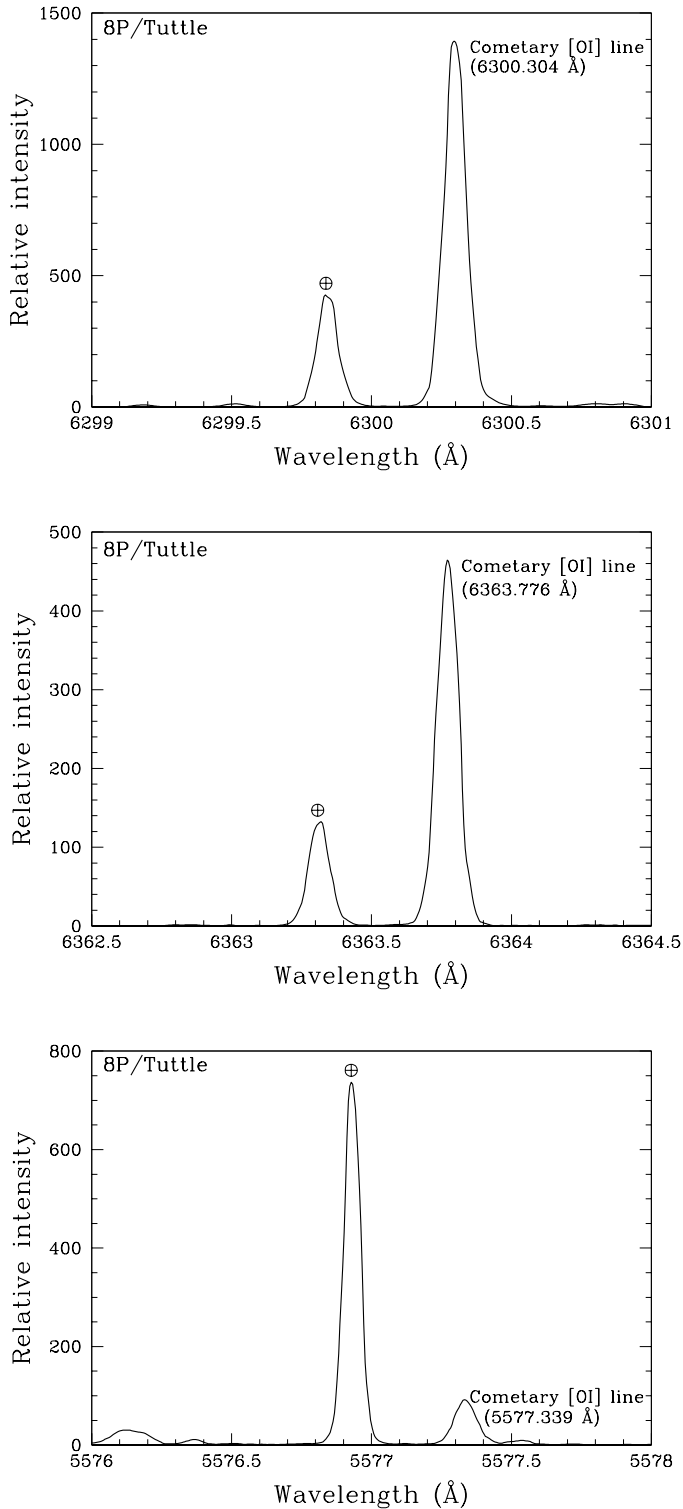 8P/Tuttle
Cometary [OI] line
(6300.304 Å)
⊕
1500
1000
500
0
Relative intensity
6299
6299.5
6300
6300.5
6301
Wavelength (Å)
8P/Tuttle
Cometary [OI] line
(6363.776 Å)
⊕
500
400
300
200
100
0
Relative intensity
6362.5
6363
6363.5
6364
6364.5
Wavelength (Å)
8P/Tuttle
⊕
Cometary [OI] line
(5577.339 Å)
800
600
400
200
0
Relative intensity
5576
5576.5
5577
5577.5
5578
Wavelength (Å)